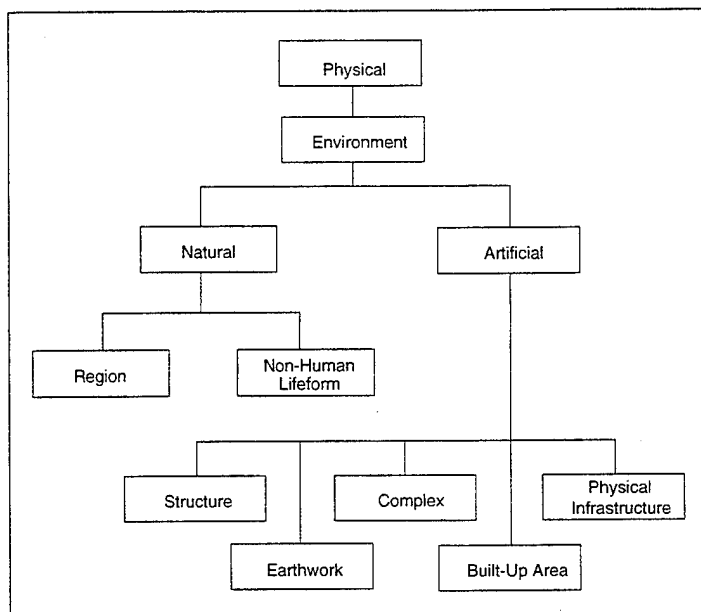 Physical
Environment
Natural
Artificial
Region
Non-Human
Lifeform
Structure
Complex
Physical
Infrastructure
Earthwork
Built-Up Area